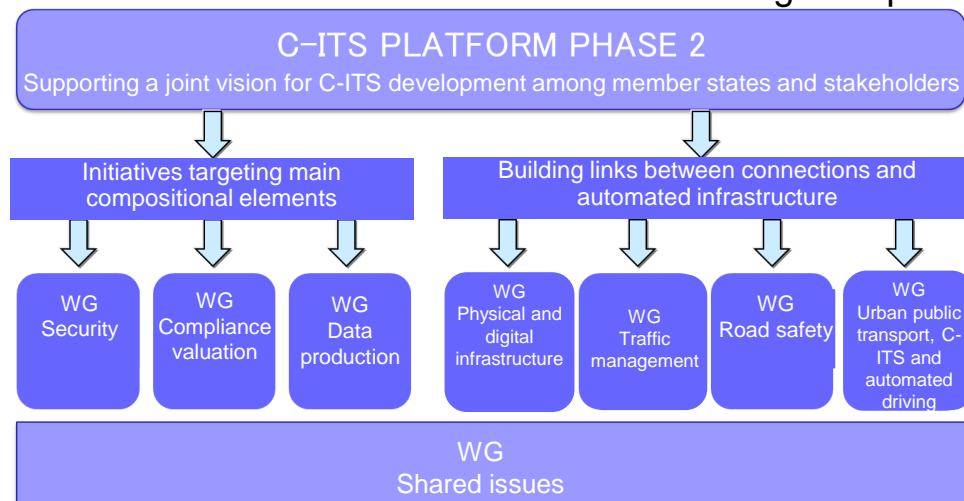 C-ITS PLATFORM PHASE 2
Supporting a joint vision for C-ITS development among member states and stakeholders
Initiatives targeting main
compositional elements
Building links between connections and
automated infrastructure
WG
Security
WG
Compliance
valuation
WG
Data
production
WG
Physical and
digital
infrastructure
WG
Traffic
management
WG
Road safety
WG
Urban public
transport, C-
ITS and
automated
driving
WG
Shared issues